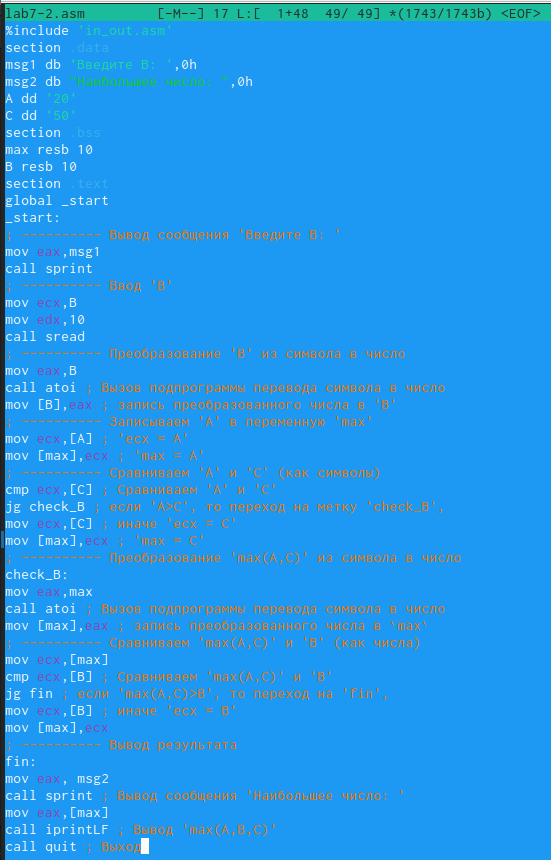 lab7-2.asm [-M--] 17 L:[ 1+48 49/ 49] *(1743/1743b) <EOF>
%include 'in_out.asm'
section .data
msg1 db 'Введите B: ',0h
msg2 db 'Наибольшее число: ',0h
A dd '20'
C dd '50'
section .bss
max resb 10
B resb 10
section .text
global _start
_start:
; ---------- Вывод сообщения 'Введите B: '
mov eax,msg1
call sprint
; ---------- Ввод 'B'
mov ecx,B
mov edx,10
call sread
; ---------- Преобразование 'B' из символа в число
mov eax,B
call atoi ; Вызов подпрограммы перевода символа в число
mov [B],eax ; запись преобразованного числа в 'B'
; ---------- Записываем 'A' в переменную 'max'
mov ecx,[A] ; 'ecx = A'
mov [max],ecx ; 'max = A'
; ---------- Сравниваем 'A' и 'С' (как символы)
cmp ecx,[C] ; Сравниваем 'A' и 'С'
jg check_B ; если 'A>C', то переход на метку 'check_B',
mov ecx,[C] ; иначе 'ecx = C'
mov [max],ecx ; 'max = C'
; ---------- Преобразование 'max(A,C)' из символа в число
check_B:
mov eax,max
call atoi ; Вызов подпрограммы перевода символа в число
mov [max],eax ; запись преобразованного числа в 'max'
; ---------- Сравниваем 'max(A,C)' и 'B' (как числа)
mov ecx,[max]
cmp ecx,[B] ; Сравниваем 'max(A,C)' и 'B'
jg fin ; если 'max(A,C)>B', то переход на 'fin',
mov ecx,[B] ; иначе 'ecx = B'
mov [max],ecx
; ---------- Вывод результата
fin:
mov eax, msg2
call sprint ; Вывод сообщения 'Наибольшее число: '
mov eax,[max]
call iprintLF ; Вывод 'max(A,B,C)'
call quit ; Выход